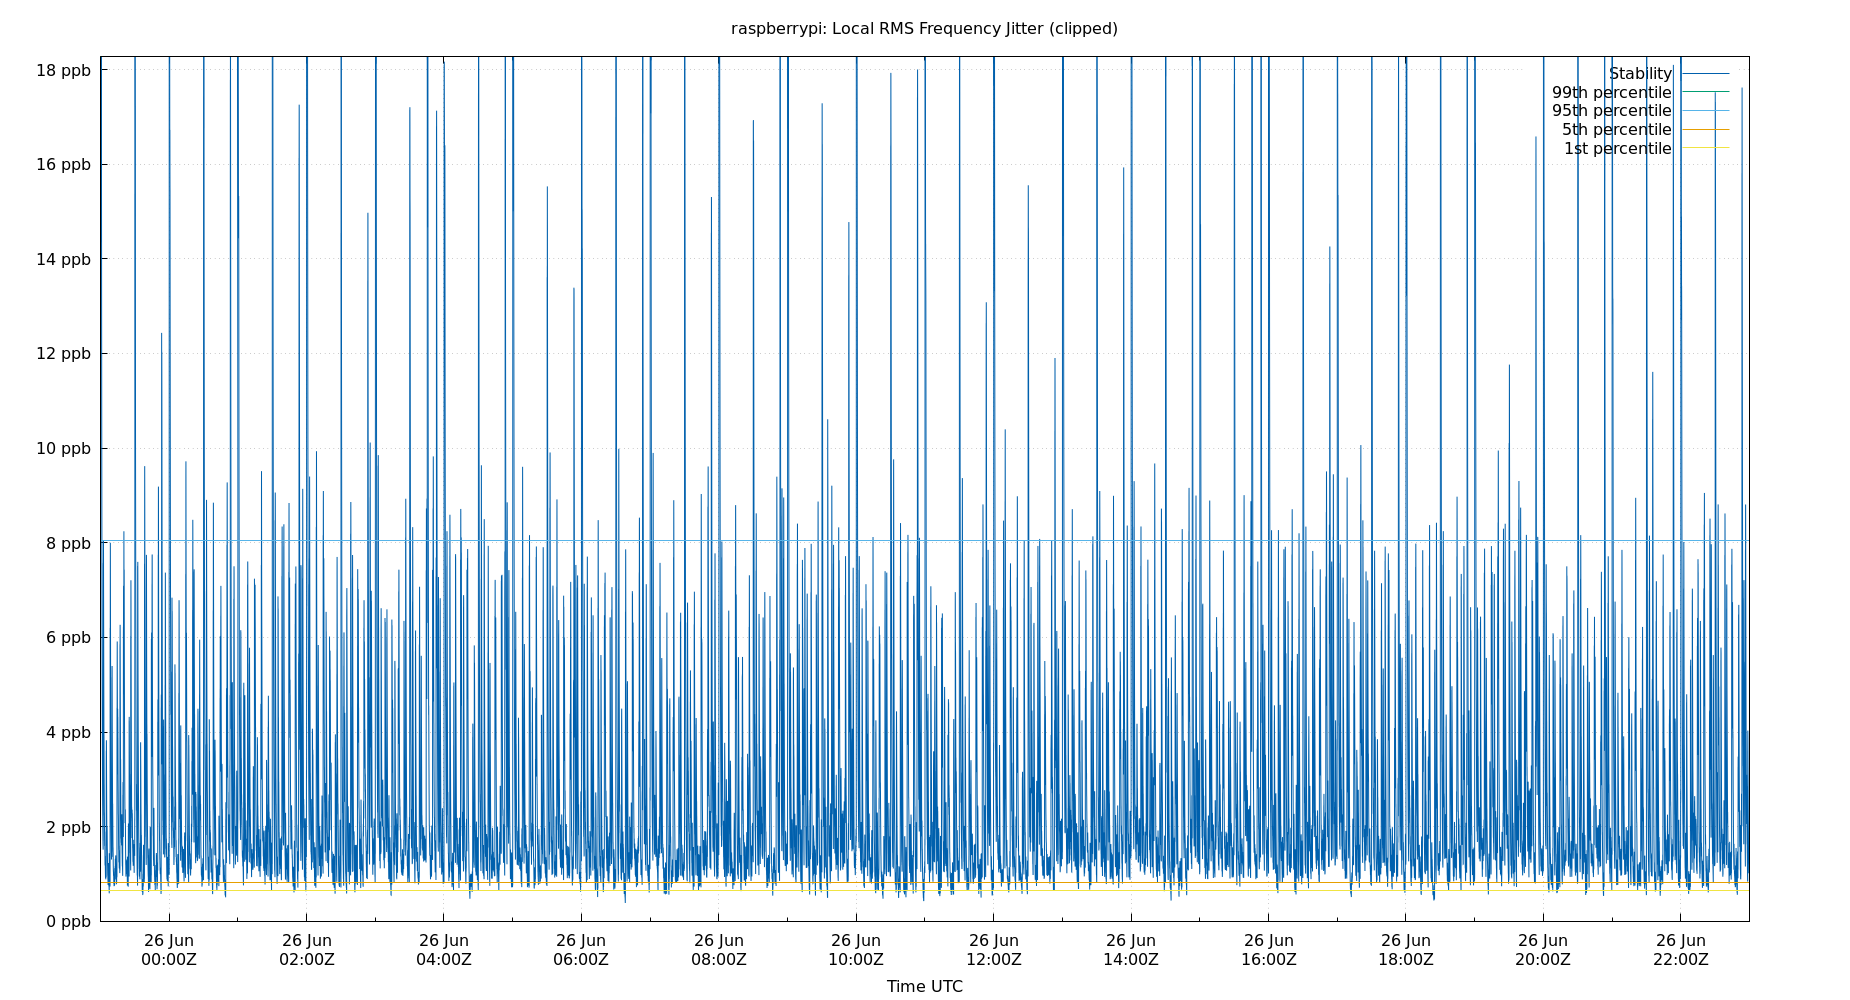 raspberrypi: Local RMS Frequency Jitter (clipped)
18 ppb
16 ppb
14 ppb
12 ppb
10 ppb
8 ppb
6 ppb
4 ppb
2 ppb
0 ppb
Stability
99th percentile
95th percentile
5th percentile
1st percentile
26 Jun 26 Jun 26 Jun 26 Jun 26 Jun 26 Jun 26 Jun 26 Jun 26 Jun 26 Jun 26 Jun 26 Jun
00:00Z 02:00Z 04:00Z 06:00Z 08:00Z 10:00Z 12:00Z 14:00Z 16:00Z 18:00Z 20:00Z 22:00Z
Time UTC